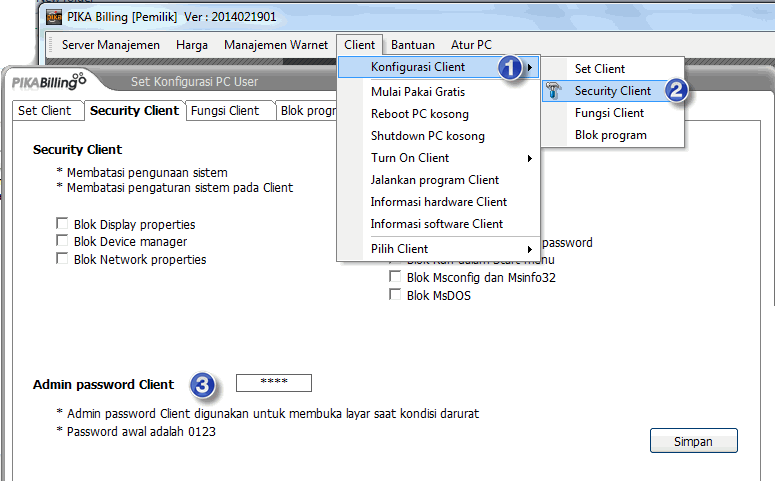 PIKA Billing [Pemilik] Ver : 2014021901
Server Manajemen Harga Manajemen Warnet Client Bantuan Atur PC
Konfigurasi Client 1
Mulai Pakai Gratis
Reboot PC kosong
Shutdown PC kosong
Turn On Client
Jalankan program Client
Informasi hardware Client
Informasi software Client
Pilih Client
Set Client
Security Client 2
Fungsi Client
Blok program
PIKABilling Set Konfigurasi PC User
Set Client Security Client Fungsi Client Blok progr
Security Client
* Membatasi pengunaan sistem
* Membatasi pengaturan sistem pada Client
Blok Display properties
Blok Device manager
Blok Network properties
password
Blok Run dalam Start menu
Blok Msconfig dan Msinfo32
Blok MsDOS
Admin password Client 3 ****
* Admin password Client digunakan untuk membuka layar saat kondisi darurat
* Password awal adalah 0123
Simpan